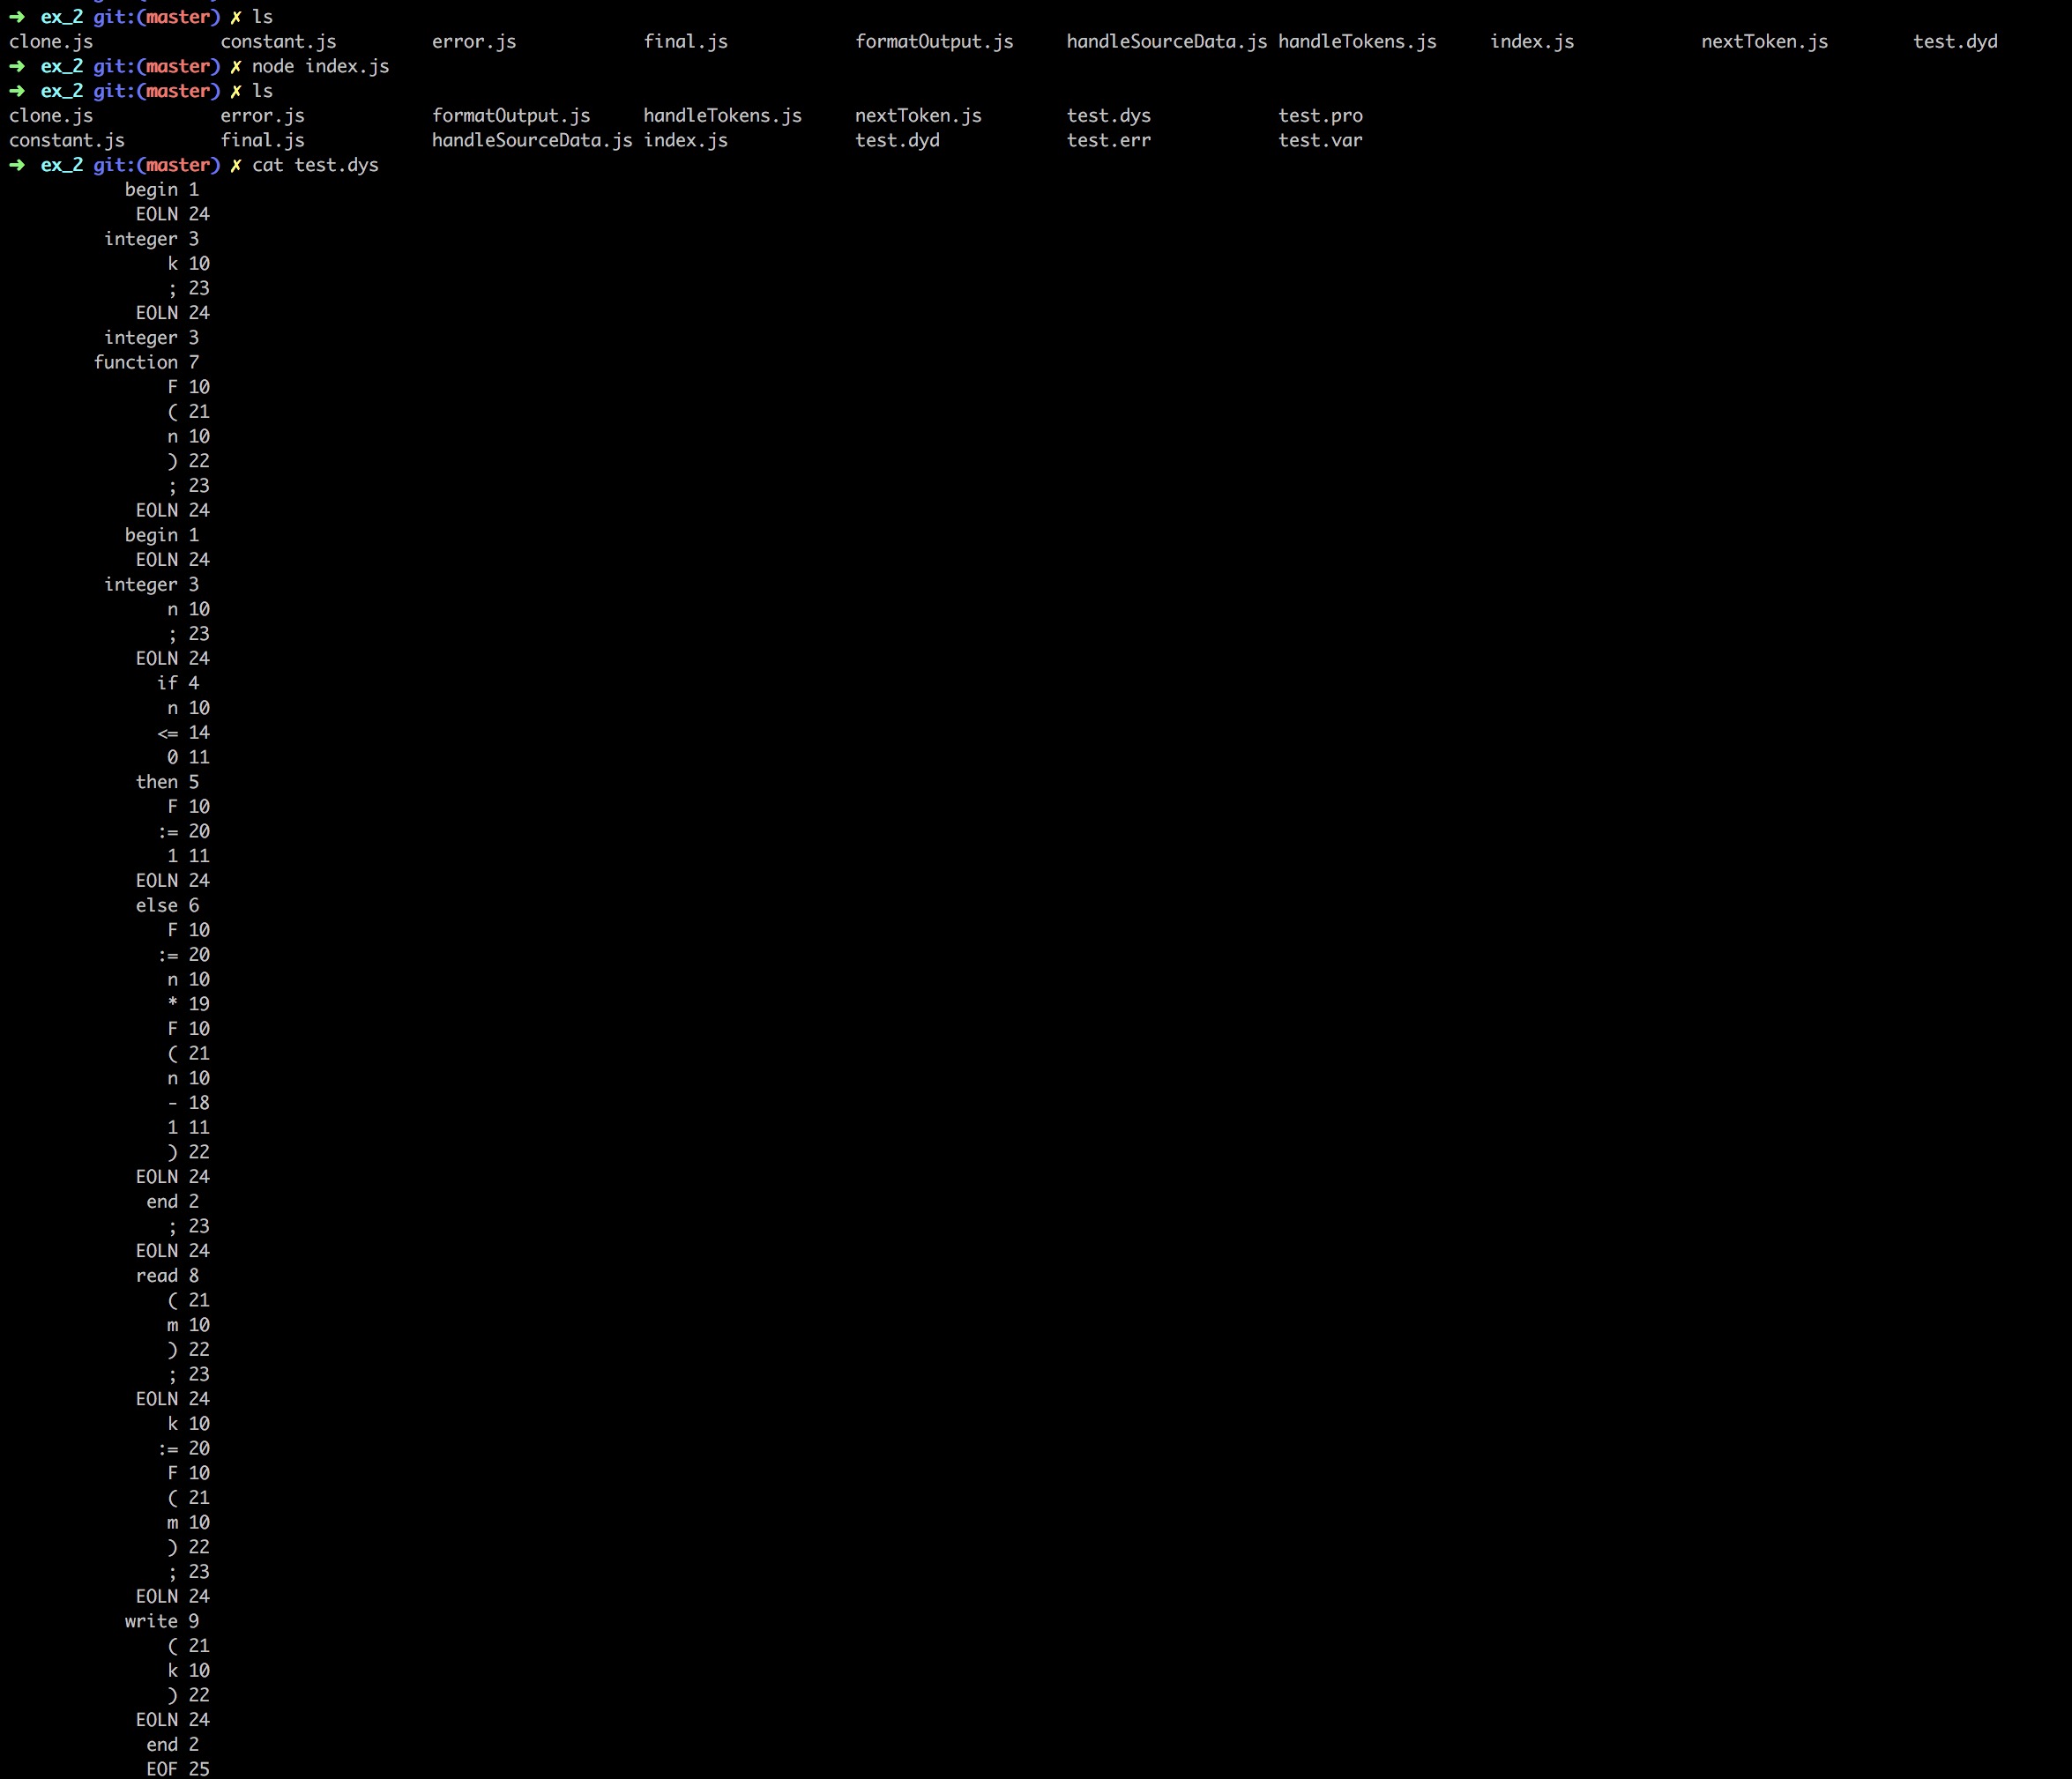 ➜ ex_2 git:(master) ✗ ls
clone.js constant.js error.js final.js formatOutput.js handleSourceData.js handleTokens.js index.js nextToken.js test.dyd
➜ ex_2 git:(master) ✗ node index.js
➜ ex_2 git:(master) ✗ ls
clone.js error.js formatOutput.js handleTokens.js nextToken.js test.dys test.pro
constant.js final.js handleSourceData.js index.js test.dyd test.err test.var
➜ ex_2 git:(master) ✗ cat test.dys
begin 1
EOLN 24
integer 3
k 10
; 23
EOLN 24
integer 3
function 7
F 10
( 21
n 10
) 22
; 23
EOLN 24
begin 1
EOLN 24
integer 3
n 10
; 23
EOLN 24
if 4
n 10
<= 14
0 11
then 5
F 10
:= 20
1 11
EOLN 24
else 6
F 10
:= 20
n 10
* 19
F 10
( 21
n 10
- 18
1 11
) 22
EOLN 24
end 2
; 23
EOLN 24
read 8
( 21
m 10
) 22
; 23
EOLN 24
k 10
:= 20
F 10
( 21
m 10
) 22
; 23
EOLN 24
write 9
( 21
k 10
) 22
EOLN 24
end 2
EOF 25